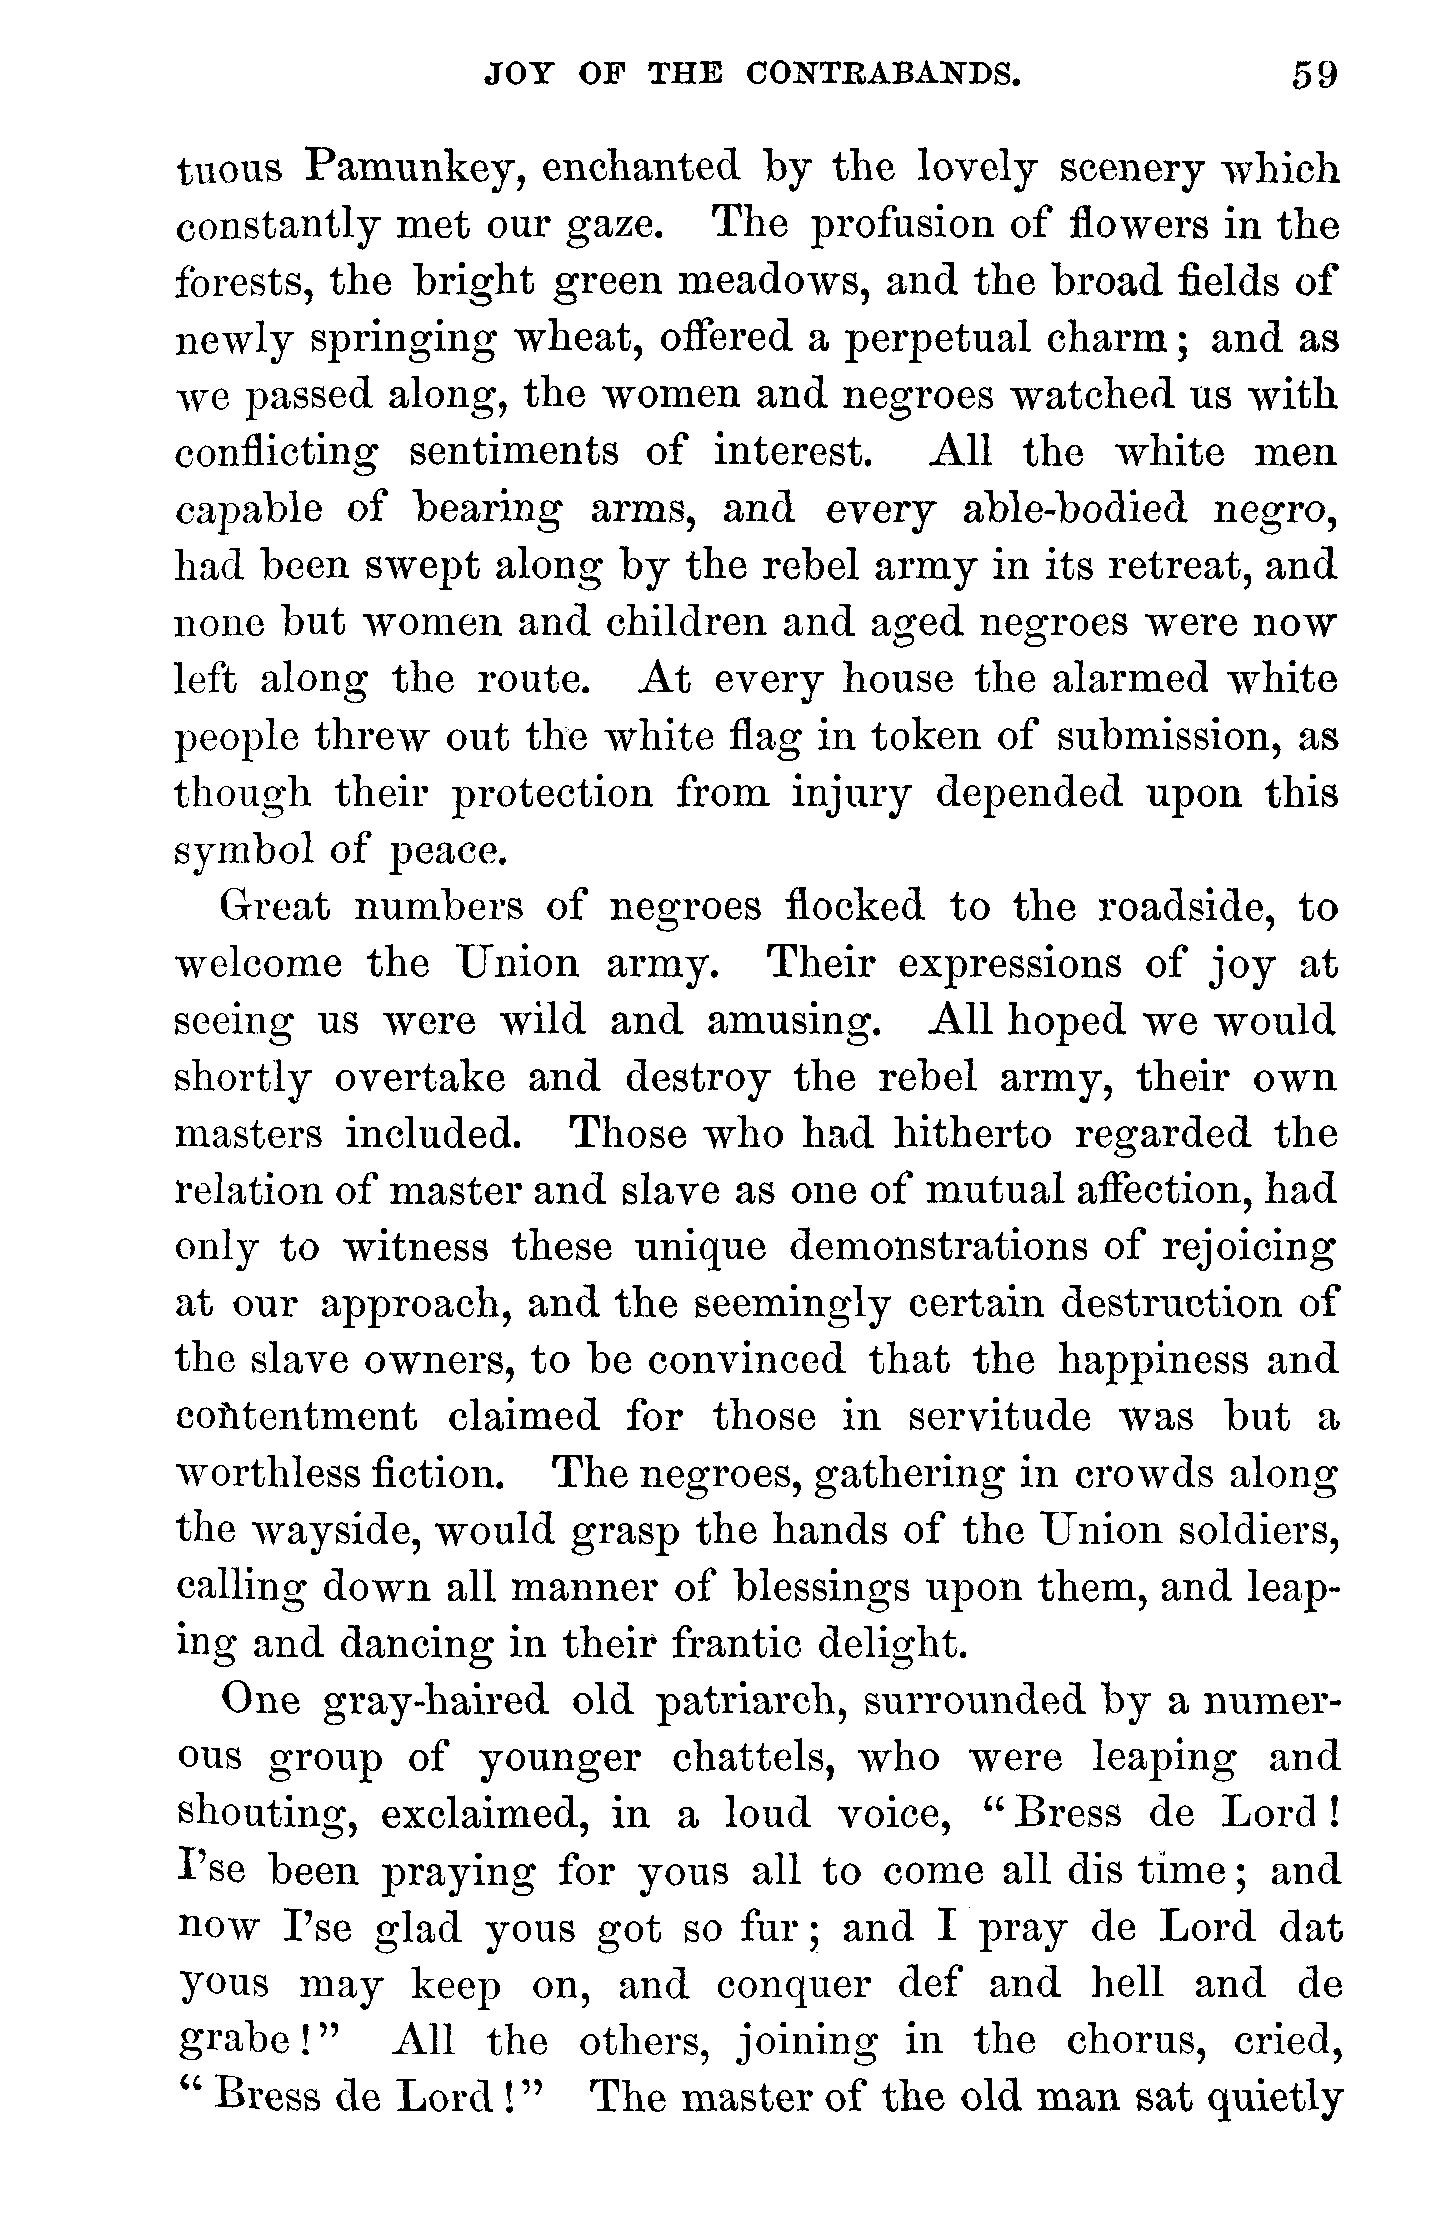 JOY OF THE CONTRABANDS. 59
tuous Pamunkey, enchanted by the lovely scenery which
constantly met our gaze. The profusion of flowers in the
forests, the bright green meadows, and the broad fields of
newly springing wheat, offered a perpetual charm; and as
we passed along, the women and negroes watched us with
conflicting sentiments of interest. All the white men
capable of bearing arms, and every able-bodied negro,
had been swept along by the rebel army in its retreat, and
none but women and children and aged negroes were now
left along the route. At every house the alarmed white
people threw out the white flag in token of submission, as
though their protection from injury depended upon this
symbol of peace.
Great numbers of negroes flocked to the roadside, to
welcome the Union army. Their expressions of joy at
seeing us were wild and amusing. All hoped we would
shortly overtake and destroy the rebel army, their own
masters included. Those who had hitherto regarded the
relation of master and slave as one of mutual affection, had
only to witness these unique demonstrations of rejoicing
at our approach, and the seemingly certain destruction of
the slave owners, to be convinced that the happiness and
contentment claimed for those in servitude was but a
worthless fiction. The negroes, gathering in crowds along
the wayside, would grasp the hands of the Union soldiers,
calling down all manner of blessings upon them, and leap-
ing and dancing in their frantic delight.
One gray-haired old patriarch, surrounded by a numer-
ous group of younger chattels, who were leaping and
shouting, exclaimed, in a loud voice, “Bress de Lord!
I’se been praying for yous all to come all dis time; and
now I’se glad yous got so fur; and I pray de Lord dat
yous may keep on, and conquer def and hell and de
grabe!” All the others, joining in the chorus, cried,
“Bress de Lord!” The master of the old man sat quietly